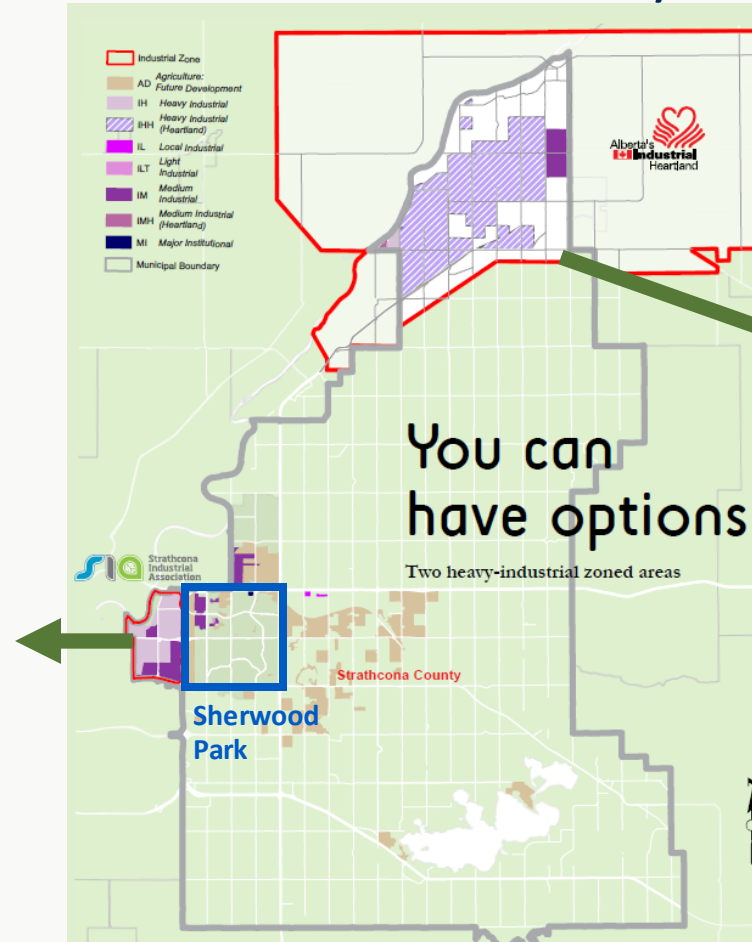 Industrial Zone
AD Agriculture:
Future Development
IH Heavy Industrial
IHH Heavy Industrial
(Heartland)
IL Local Industrial
ILT Light
Industrial
IM Medium
Industrial
IMH Medium Industrial
(Heartland)
MI Major Institutional
Municipal Boundary
Alberta's
Industrial
Heartland
You can
have options
Two heavy-industrial zoned areas
SIA
Strathcona
Industrial
Association
Strathcona County
Sherwood
Park